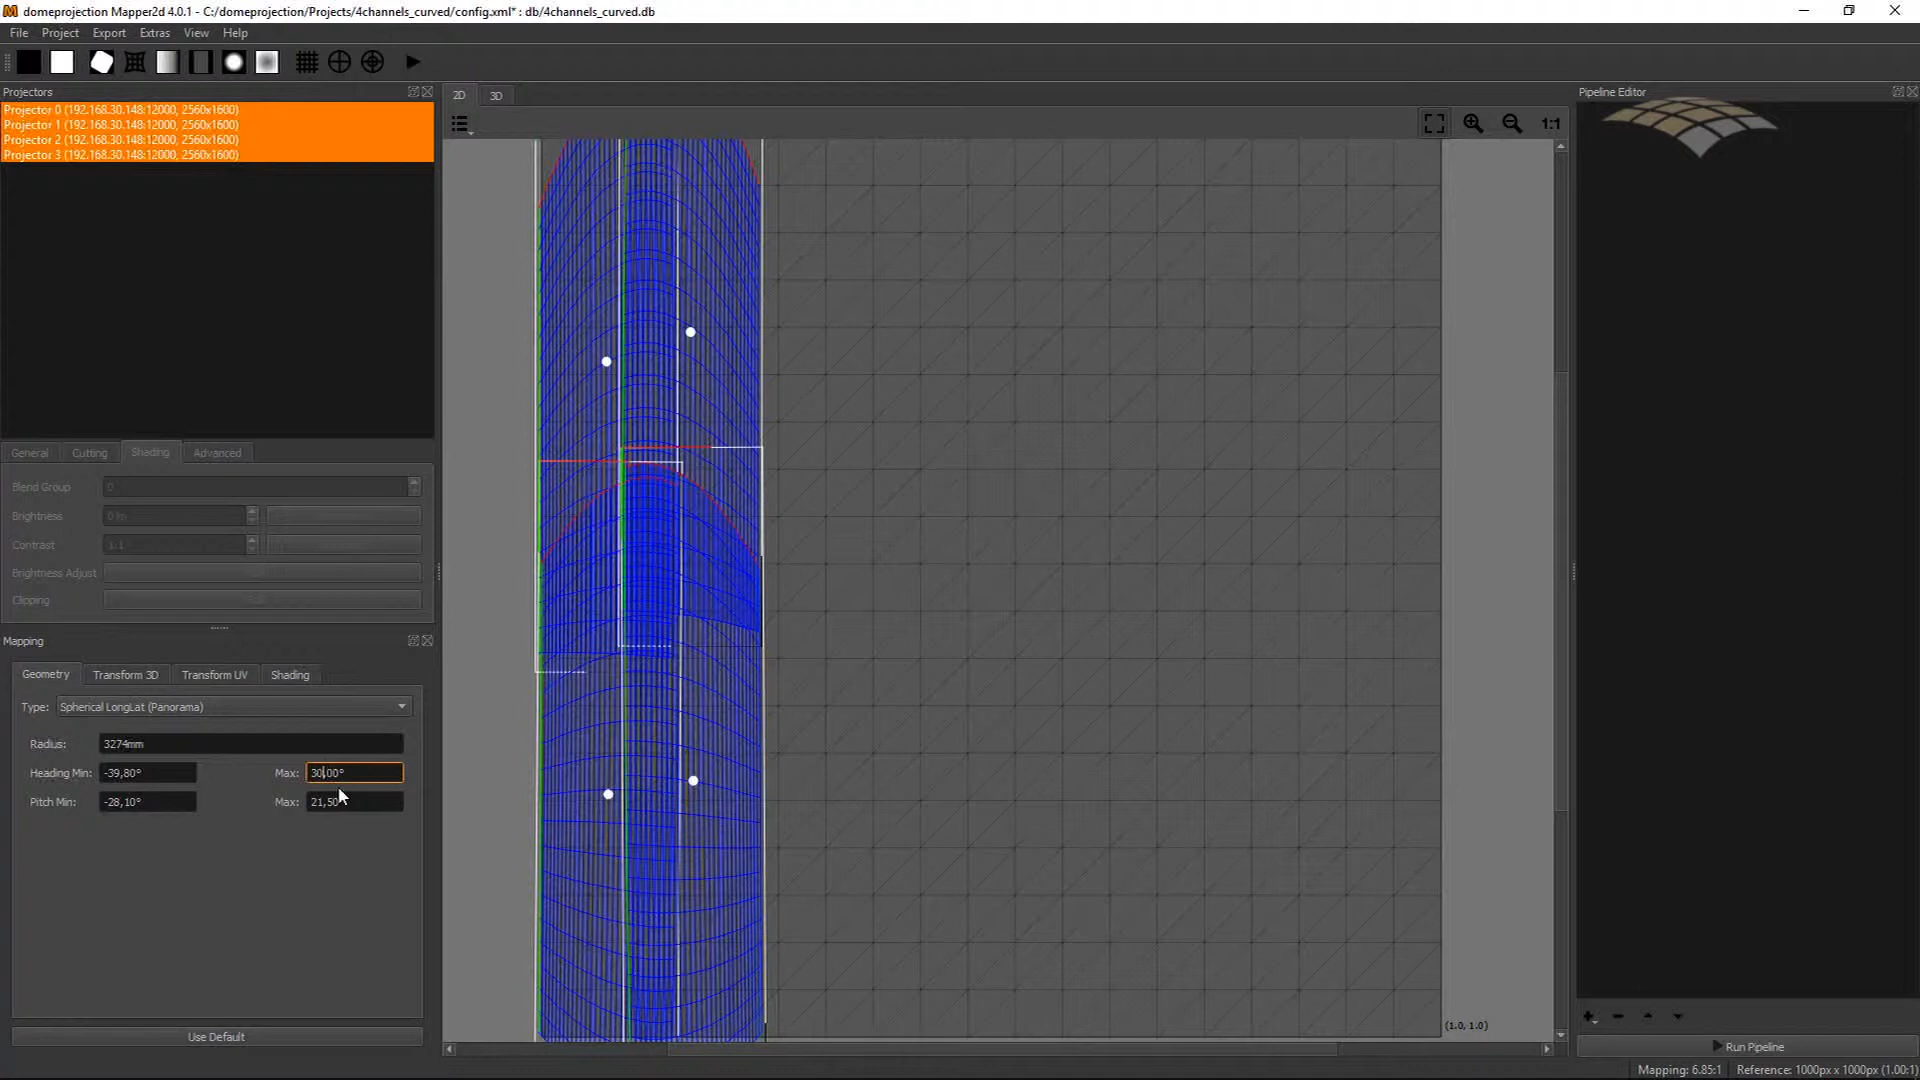 domeprojection Mapper2d 4.0.1 - C:/domeprojection/Projects/4channels_curved/config.xml* : db/4channels_curved.db
File Project Export Extras View Help
Projectors
Projector 0 (192.168.30.148:12000, 2560x1600)
Projector 1 (192.168.30.148:12000, 2560x1600)
Projector 2 (192.168.30.148:12000, 2560x1600)
Projector 3 (192.168.30.148:12000, 2560x1600)
2D 3D
1:1
Pipeline Editor
General Cutting Shading Advanced
Blend Group 0
Brightness
Contrast 1:1
Brightness Adjust
Clipping
Mapping
Geometry Transform 3D Transform UV Shading
Type: Spherical LongLat (Panorama)
Radius: 3274mm
Heading Min: -39,80° Max: 30,00°
Pitch Min: -28,10° Max: 21,50
Use Default
(1.0, 1.0)
Run Pipeline
Mapping: 6.85:1 Reference: 1000px x 1000px (1.00:1)